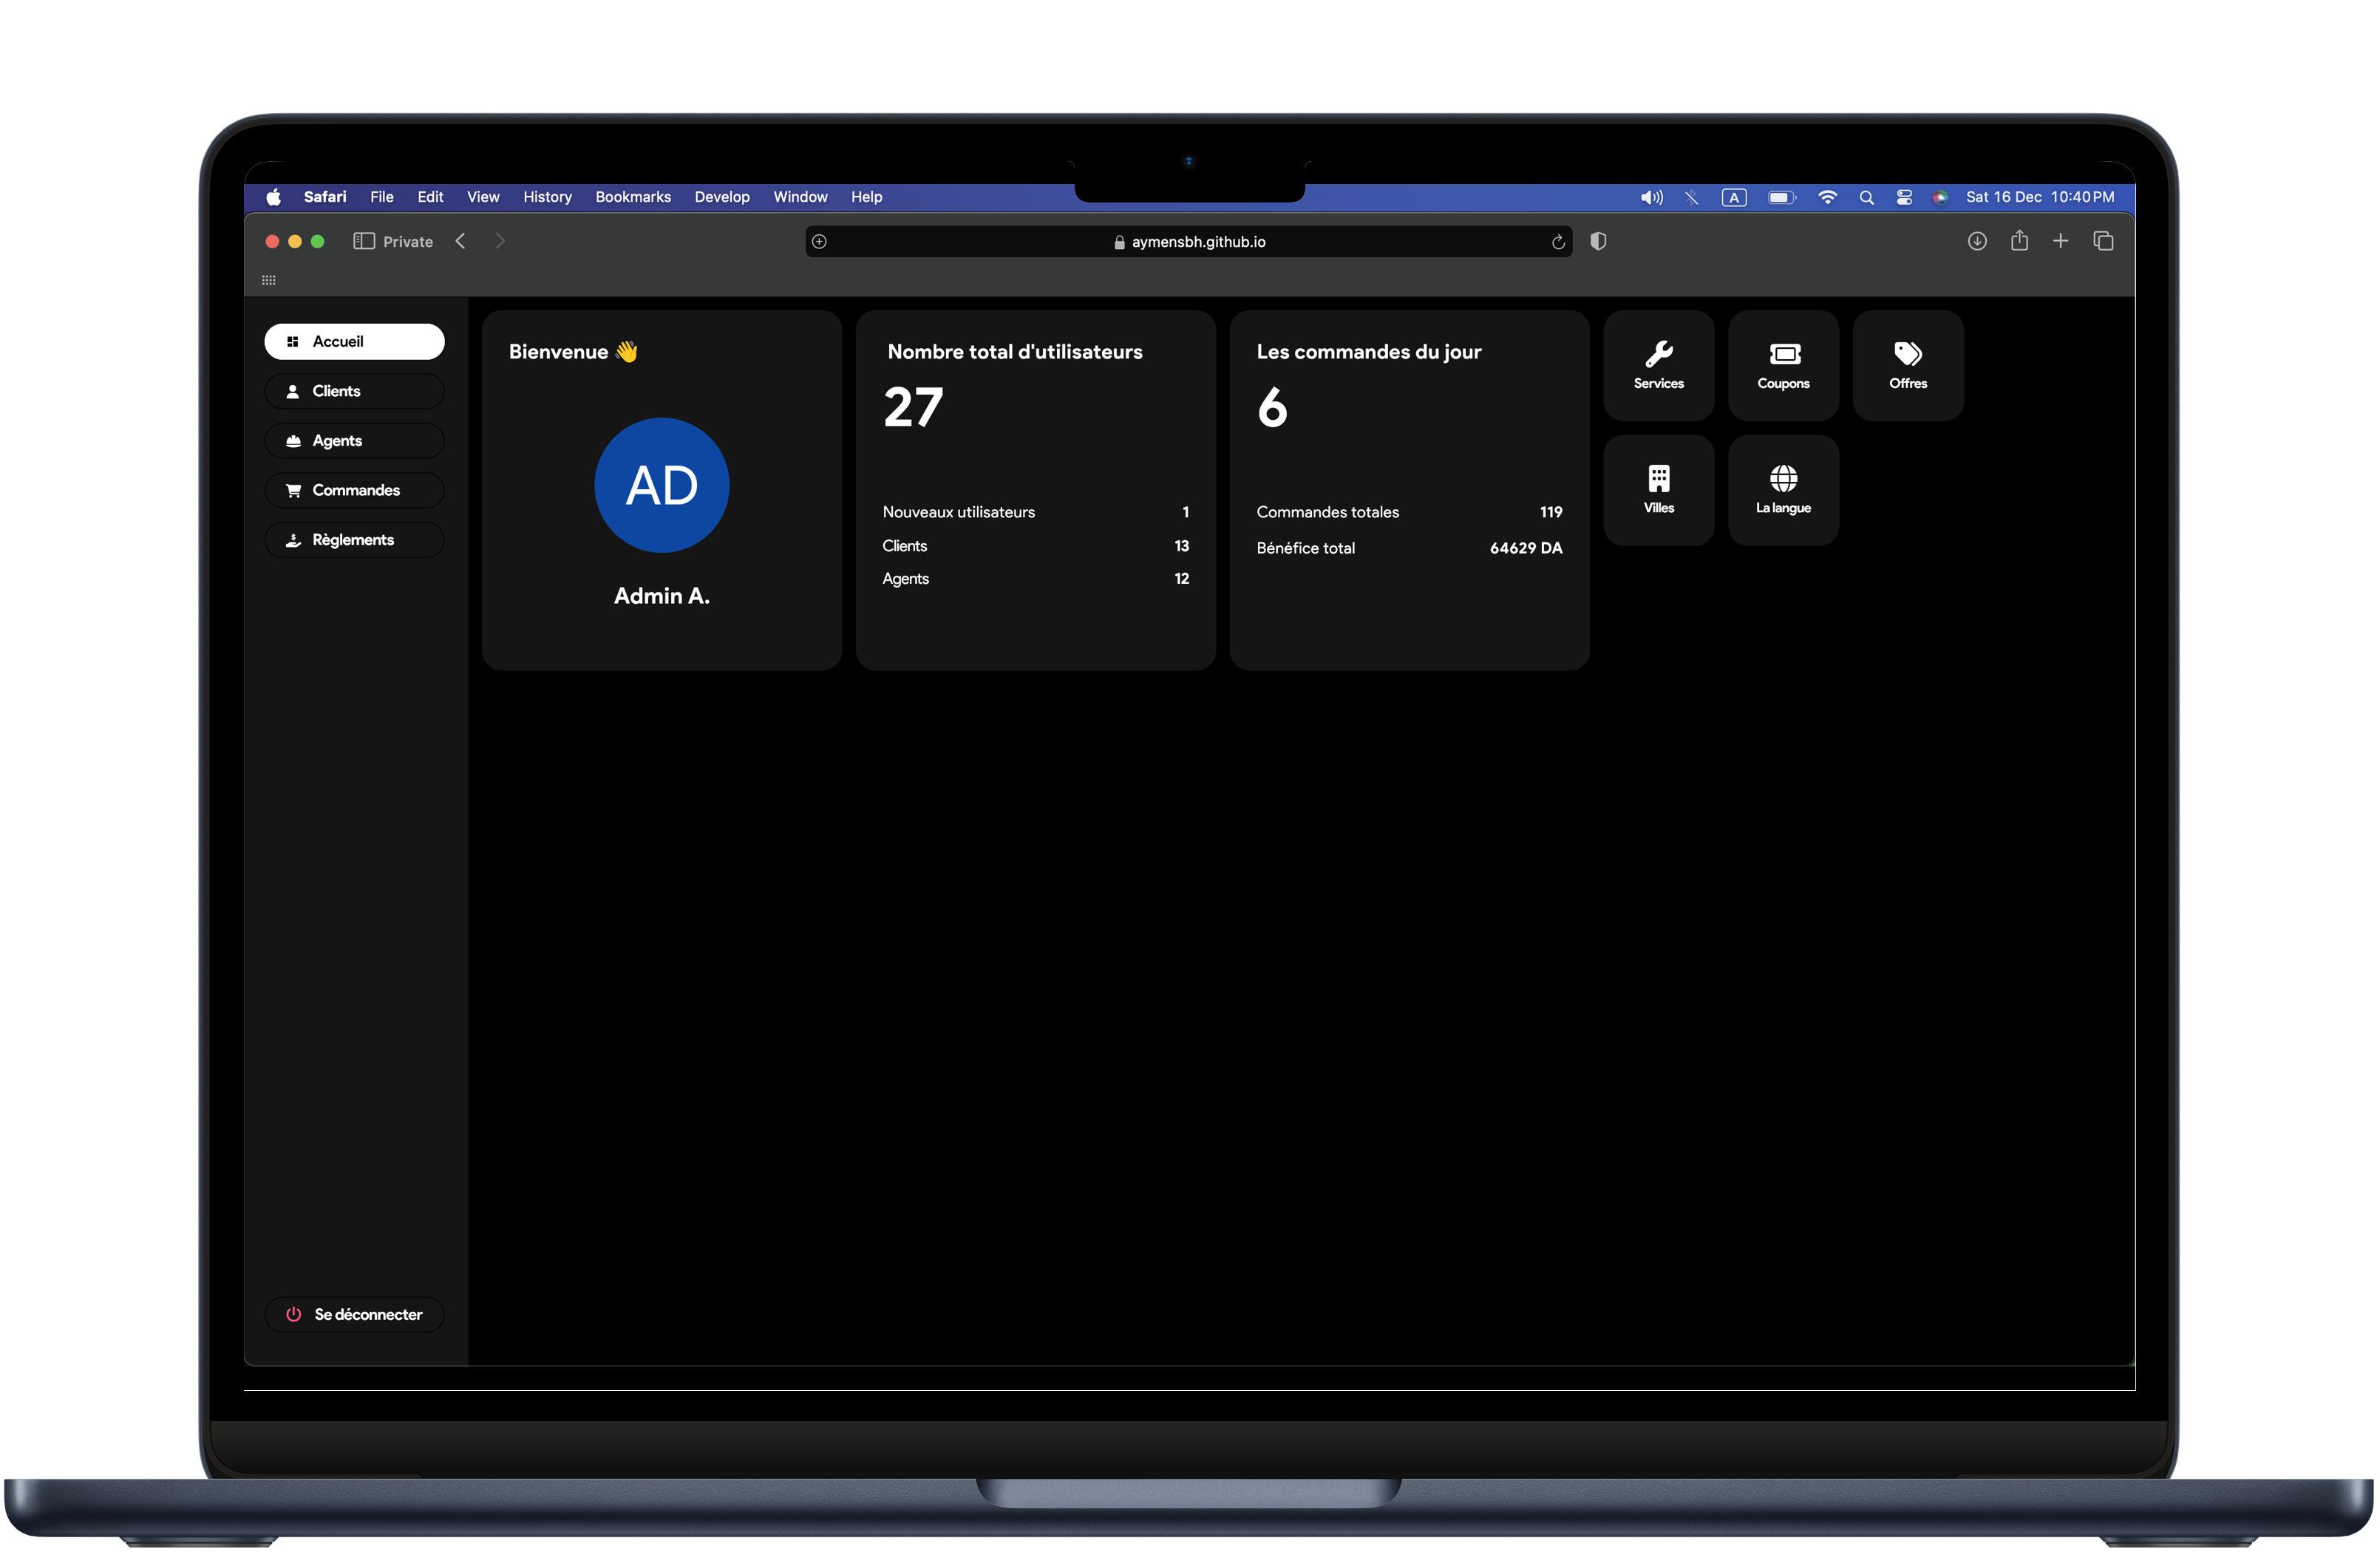 Safari File Edit View History Bookmarks Develop Window Help
A Sat 16 Dec 10:40 PM
Private
aymensbh.github.io
Accueil
Clients
Agents
Commandes
Règlements
Se déconnecter
Bienvenue 👋
AD
Admin A.
Nombre total d'utilisateurs
27
Nouveaux utilisateurs 1
Clients 13
Agents 12
Les commandes du jour
6
Commandes totales 119
Bénéfice total 64629 DA
Services
Coupons
Offres
Villes
La langue